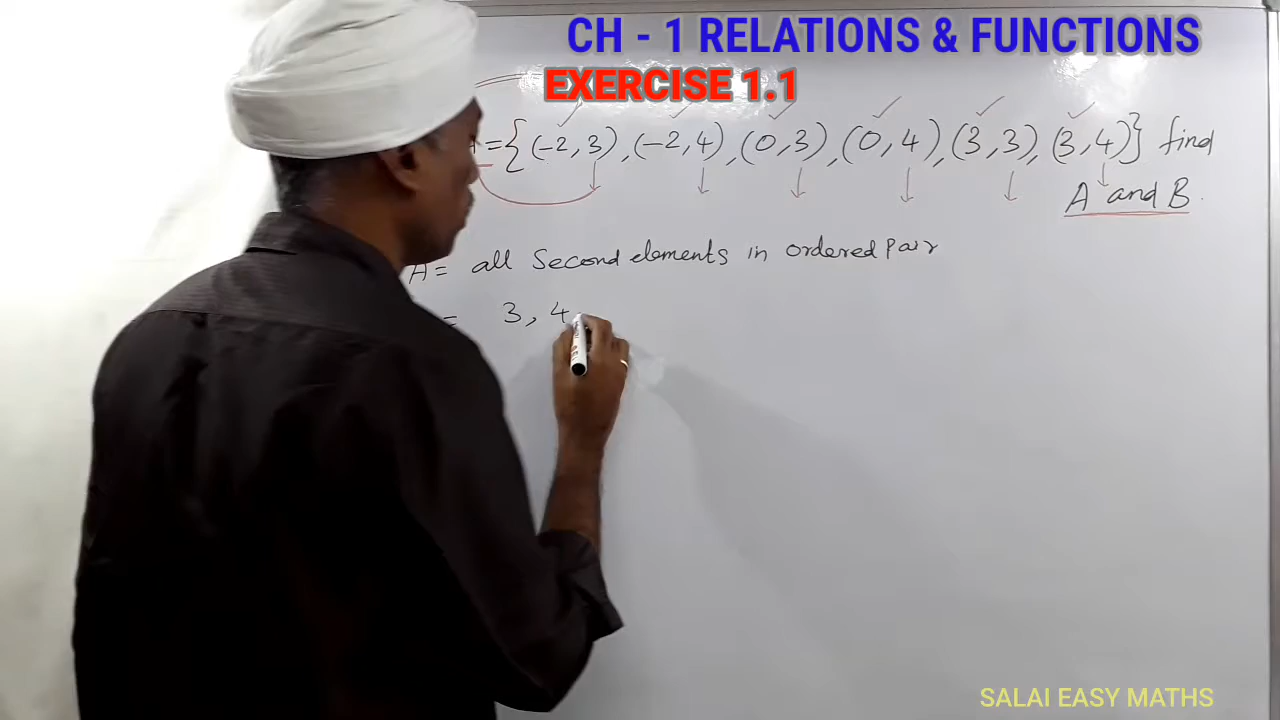 CH - 1 RELATIONS & FUNCTIONS
EXERCISE 1.1
={(-2,3),(-2,4),(0,3),(0,4),(3,3),(3,4)} find
A and B.
A = all Second elements in ordered Pair
= 3, 4
SALAI EASY MATHS